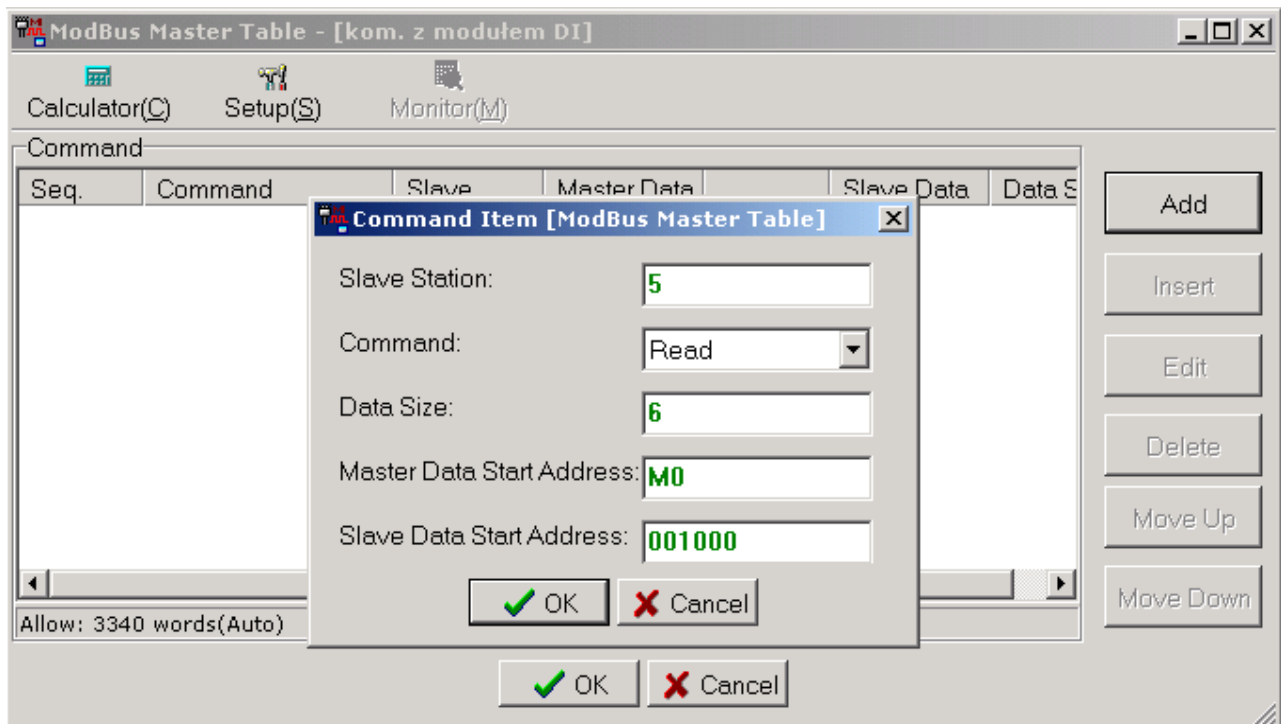 ModBus Master Table - [kom. z modułem DI]
Calculator(C) Setup(S) Monitor(M)
Command
Seq. Command Slave Master Data Slave Data Data S
Command Item [ModBus Master Table]
Slave Station: 5
Command: Read
Data Size: 6
Master Data Start Address: M0
Slave Data Start Address: 001000
OK Cancel
Allow: 3340 words(Auto)
OK Cancel
Add
Insert
Edit
Delete
Move Up
Move Down